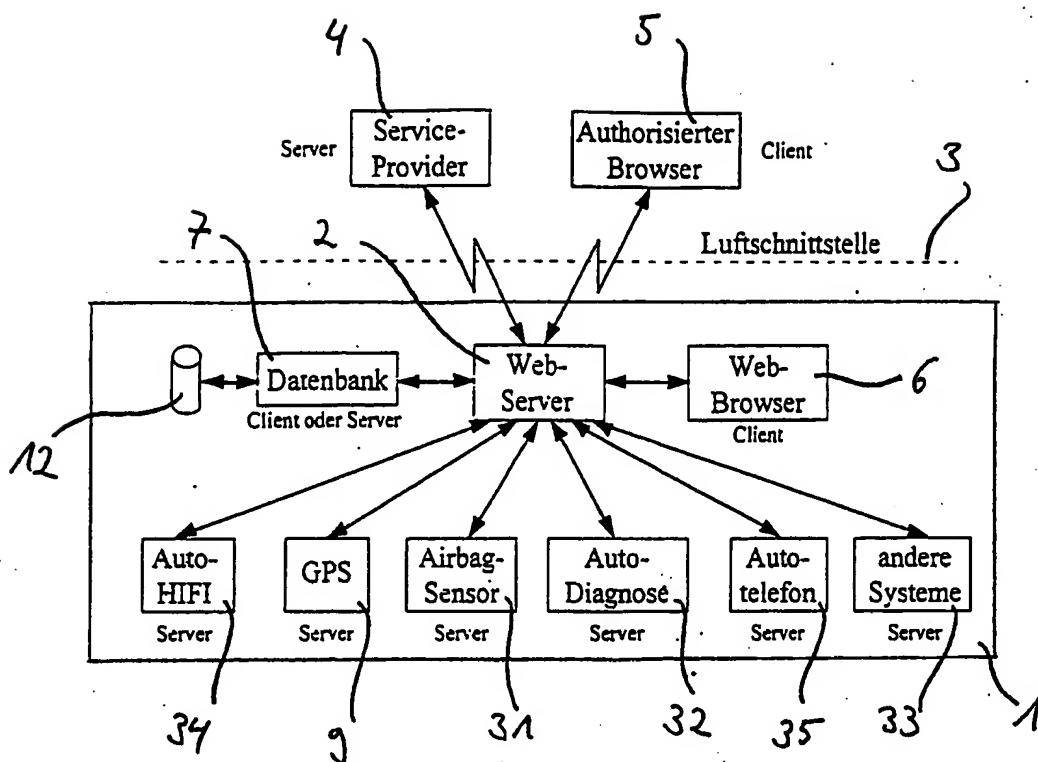 4
5
Server
Service-
Provider
Authorisierter
Browser
Client
3
7
2
Luftschnittstelle
Datenbank
Client oder Server
Web-
Server
Web-
Browser
Client
6
12
Auto-
HIFI
Server
GPS
Server
Airbag-
Sensor
Server
Auto-
Diagnose
Server
Auto-
telefon
Server
andere
Systeme
Server
34
9
31
32
35
33
1